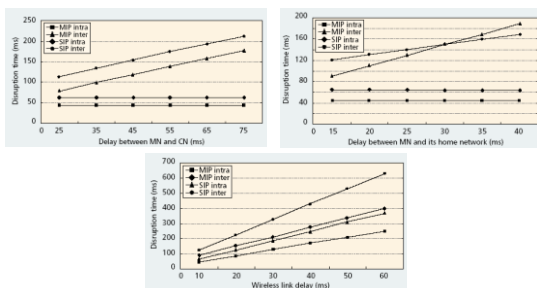 250
200
150
100
50
0
Disruption time (ms)
MIP intra
MIP inter
SIP intra
SIP inter
25 35 45 55 65 75
Delay between MN and CN (ms)
200
160
120
80
40
0
Disruption time (ms)
MIP intra
MIP inter
SIP intra
SIP inter
15 20 25 30 35 40
Delay between MN and its home network (ms)
700
600
500
400
300
200
100
0
Disruption time (ms)
MIP intra
MIP inter
SIP intra
SIP inter
10 20 30 40 50 60
Wireless link delay (ms)